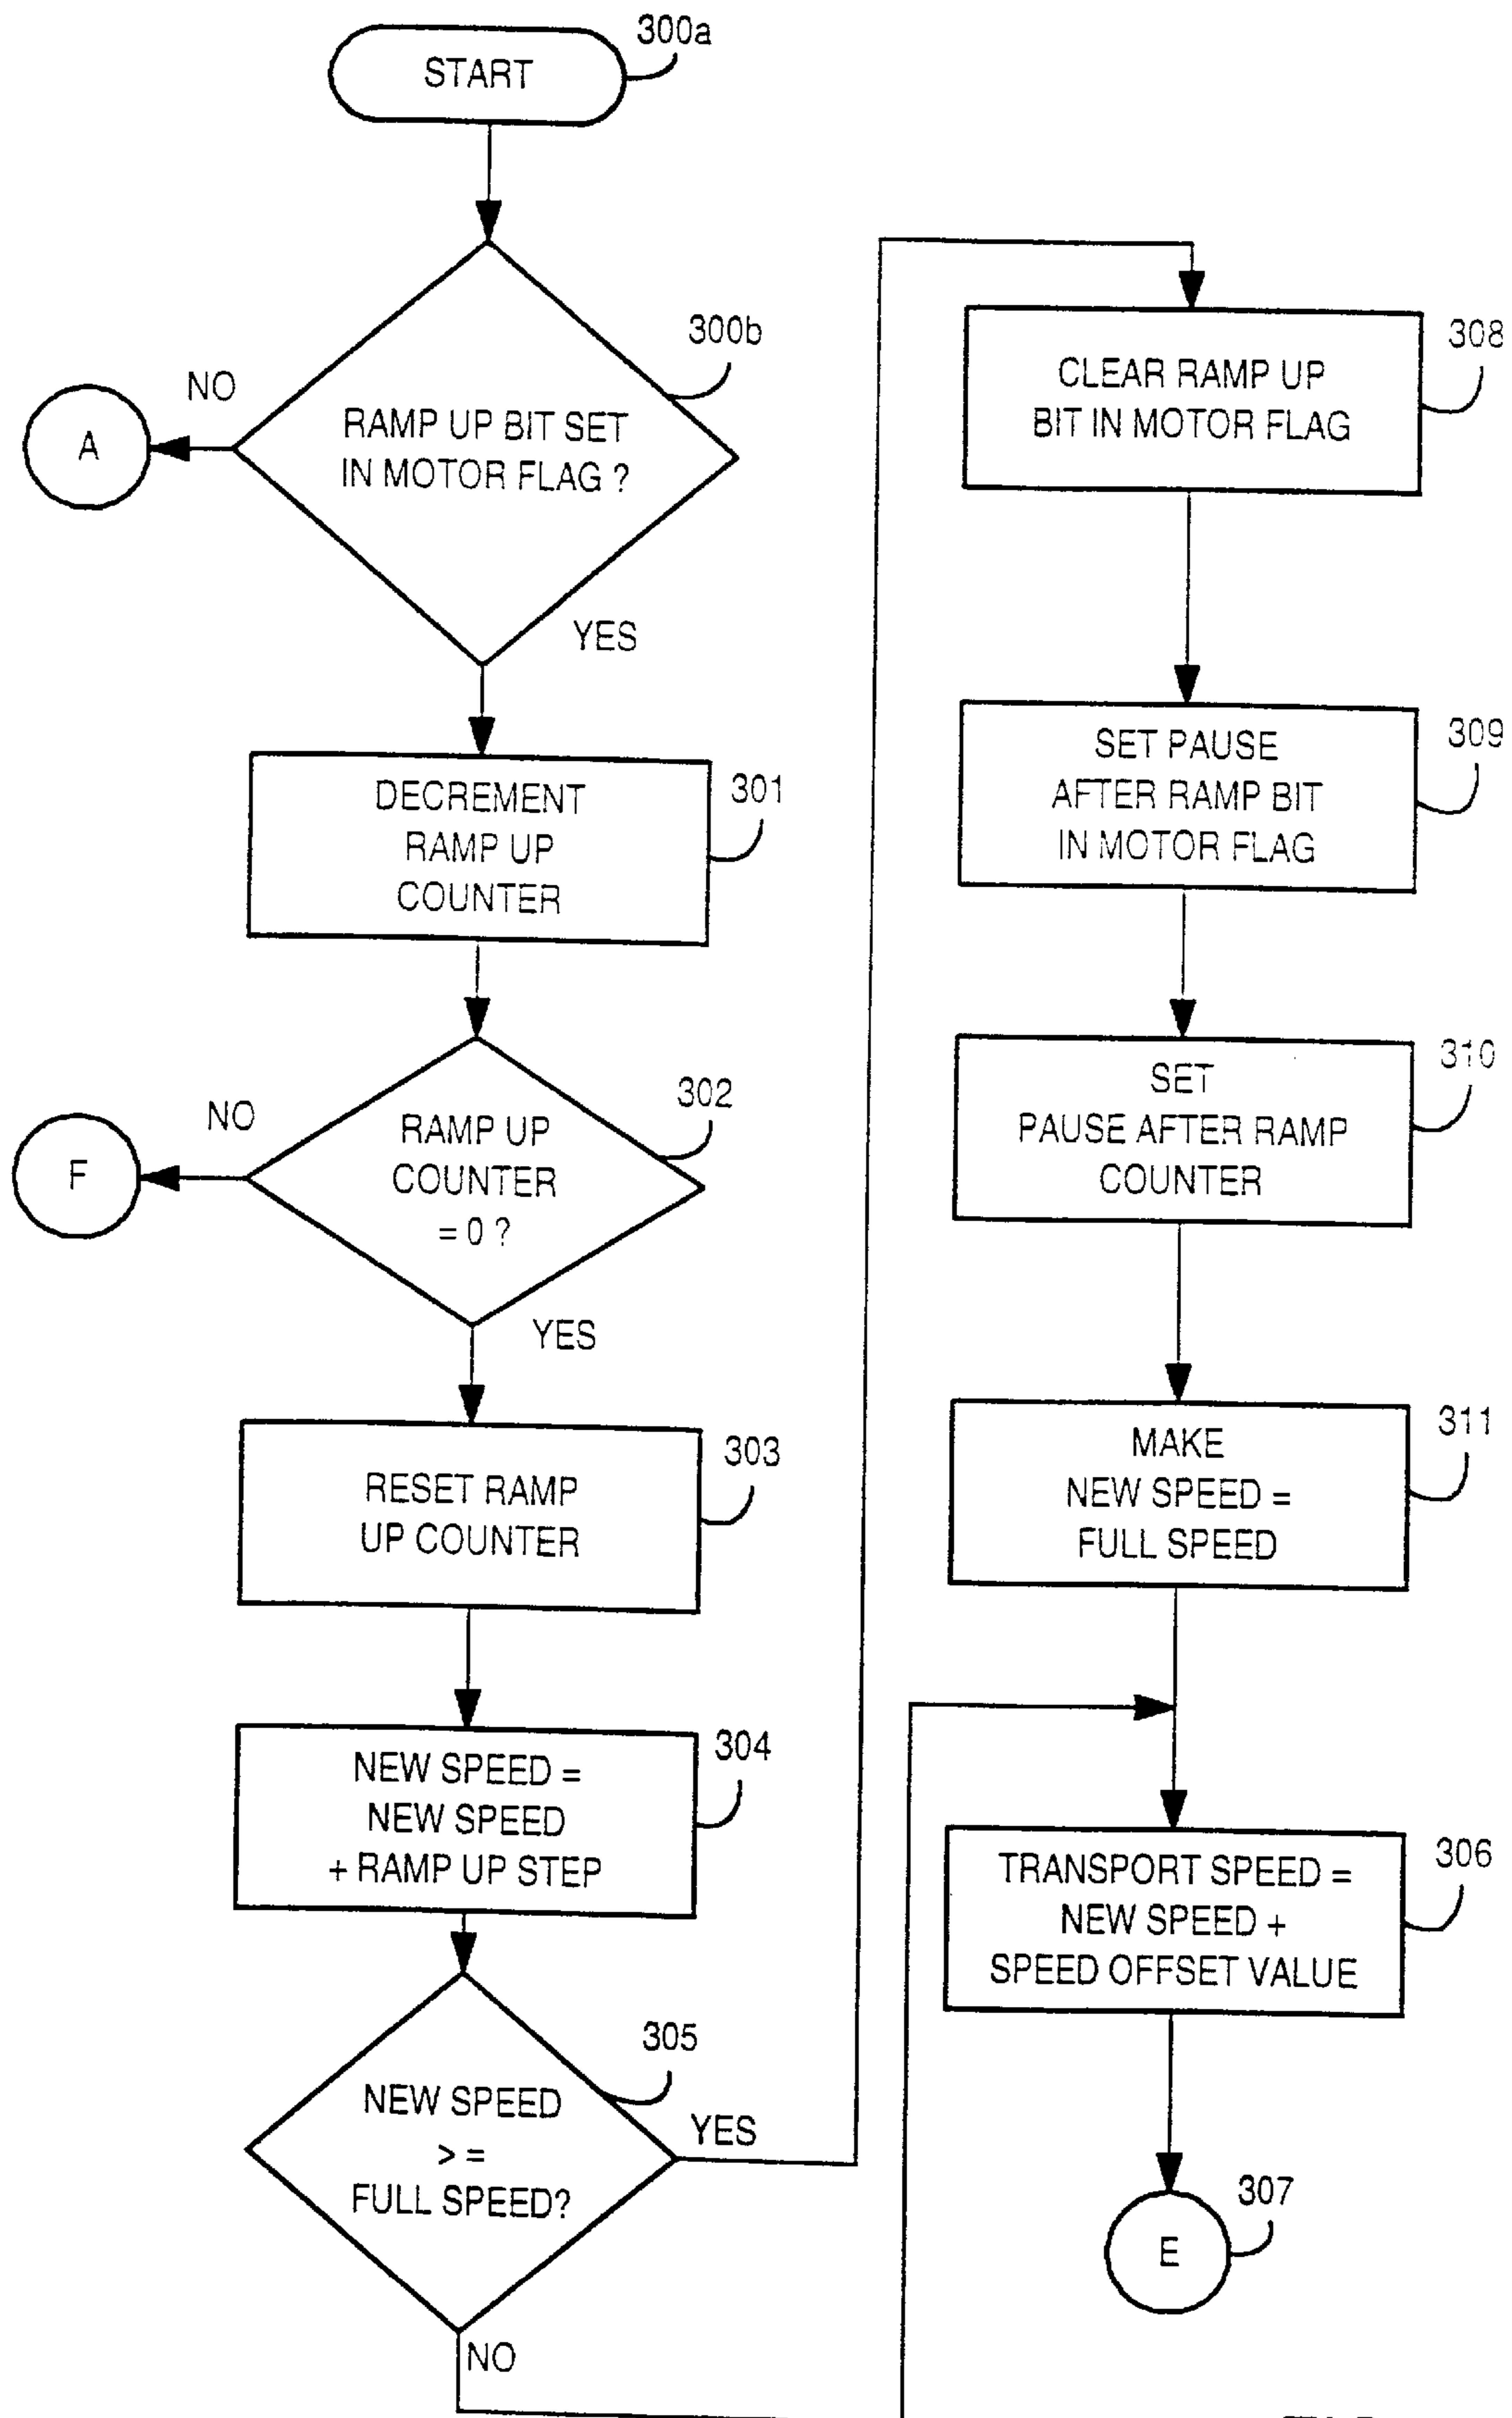 START
300a
RAMP UP BIT SET
IN MOTOR FLAG ?
300b
NO
A
YES
DECREMENT
RAMP UP
COUNTER
301
RAMP UP
COUNTER
= 0 ?
302
NO
F
YES
RESET RAMP
UP COUNTER
303
NEW SPEED =
NEW SPEED
+ RAMP UP STEP
304
NEW SPEED
> =
FULL SPEED?
305
YES
NO
CLEAR RAMP UP
BIT IN MOTOR FLAG
308
SET PAUSE
AFTER RAMP BIT
IN MOTOR FLAG
309
SET
PAUSE AFTER RAMP
COUNTER
310
MAKE
NEW SPEED =
FULL SPEED
311
TRANSPORT SPEED =
NEW SPEED +
SPEED OFFSET VALUE
306
E
307